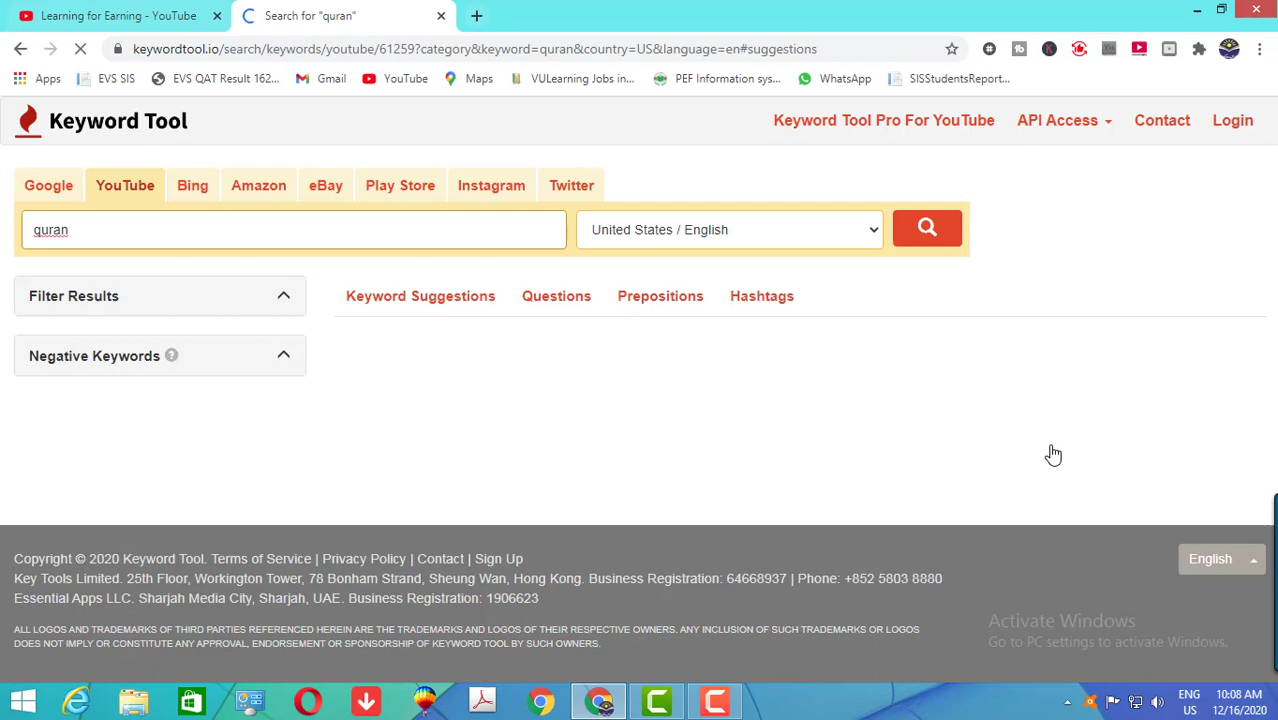 Learning for Earning - YouTube
Search for "quran"
keywordtool.io/search/keywords/youtube/61259?category&keyword=quran&country=US&language=en#suggestions
Apps
EVS SIS
EVS QAT Result 162...
Gmail
YouTube
Maps
VULearning Jobs in...
PEF Information sys...
WhatsApp
SISStudentsReport...
Keyword Tool
Keyword Tool Pro For YouTube
API Access
Contact
Login
Google
YouTube
Bing
Amazon
eBay
Play Store
Instagram
Twitter
quran
United States / English
Filter Results
Keyword Suggestions
Questions
Prepositions
Hashtags
Negative Keywords ?
Copyright © 2020 Keyword Tool. Terms of Service | Privacy Policy | Contact | Sign Up
English
Key Tools Limited. 25th Floor, Workington Tower, 78 Bonham Strand, Sheung Wan, Hong Kong. Business Registration: 64668937 | Phone: +852 5803 8880
Essential Apps LLC. Sharjah Media City, Sharjah, UAE. Business Registration: 1906623
ALL LOGOS AND TRADEMARKS OF THIRD PARTIES REFERENCED HEREIN ARE THE TRADEMARKS AND LOGOS OF THEIR RESPECTIVE OWNERS. ANY INCLUSION OF SUCH TRADEMARKS OR LOGOS
DOES NOT IMPLY OR CONSTITUTE ANY APPROVAL, ENDORSEMENT OR SPONSORSHIP OF KEYWORD TOOL BY SUCH OWNERS.
Activate Windows
Go to PC settings to activate Windows.
ENG
US
10:08 AM
12/16/2020